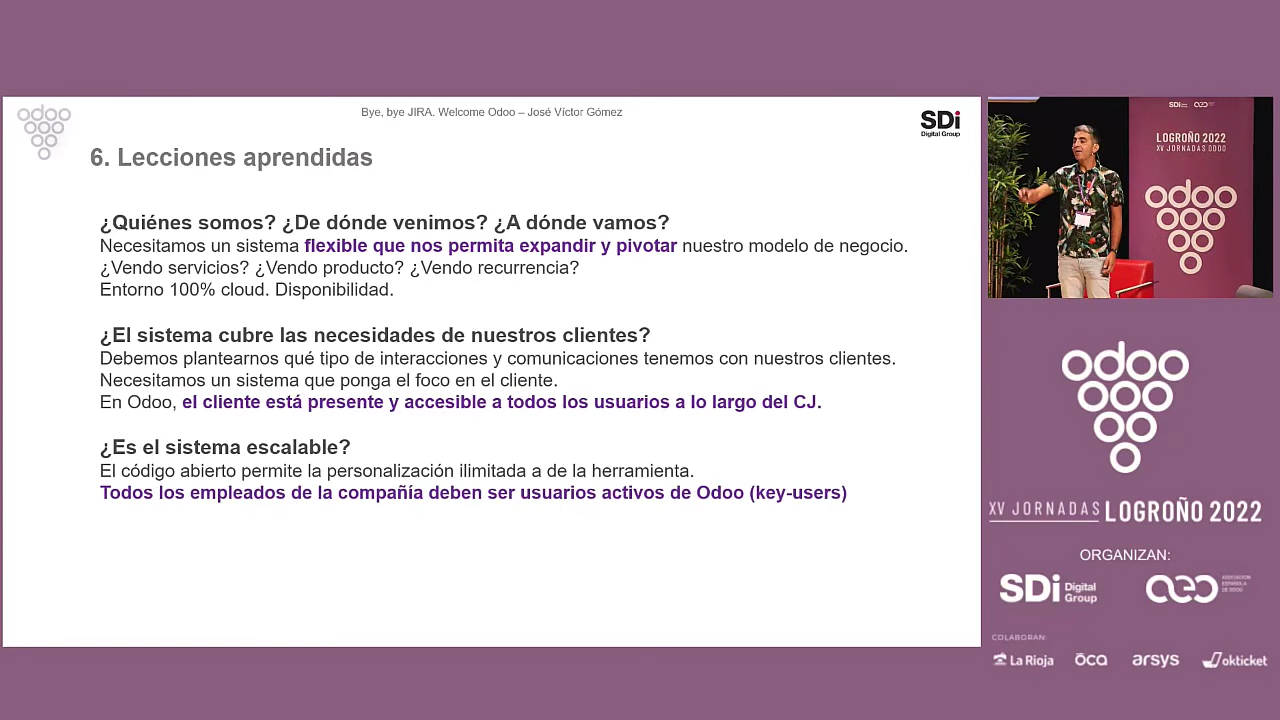 odoo
Bye, bye JIRA. Welcome Odoo – José Víctor Gómez
SDi
Digital Group
6. Lecciones aprendidas
¿Quiénes somos? ¿De dónde venimos? ¿A dónde vamos?
Necesitamos un sistema flexible que nos permita expandir y pivotar nuestro modelo de negocio.
¿Vendo servicios? ¿Vendo producto? ¿Vendo recurrencia?
Entorno 100% cloud. Disponibilidad.
¿El sistema cubre las necesidades de nuestros clientes?
Debemos plantearnos qué tipo de interacciones y comunicaciones tenemos con nuestros clientes.
Necesitamos un sistema que ponga el foco en el cliente.
En Odoo, el cliente está presente y accesible a todos los usuarios a lo largo del CJ.
¿Es el sistema escalable?
El código abierto permite la personalización ilimitada a de la herramienta.
Todos los empleados de la compañía deben ser usuarios activos de Odoo (key-users)
SDi aeo
LOGROÑO 2022
XV JORNADAS ODOO
odoo
odoo
XV JORNADAS LOGROÑO 2022
ORGANIZAN:
SDi Digital Group
aeo ASOCIACIÓN ESPAÑOLA DE ODOO
COLABORAN:
La Rioja oca arsys okticket